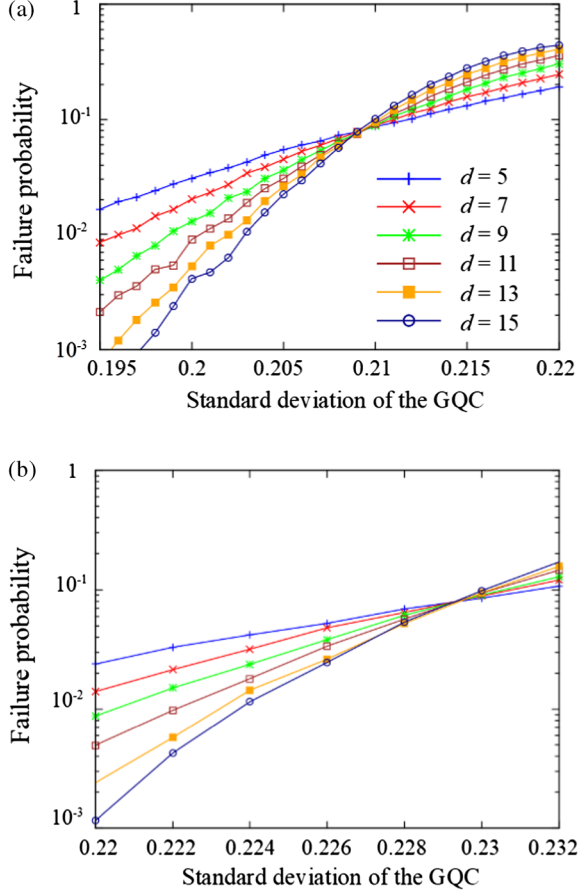 (a)
1
10-1
10-2
10-3
Failure probability
d = 5
d = 7
d = 9
d = 11
d = 13
d = 15
0.195 0.2 0.205 0.21 0.215 0.22
Standard deviation of the GQC
(b)
1
10-1
10-2
10-3
Failure probability
0.22 0.222 0.224 0.226 0.228 0.23 0.232
Standard deviation of the GQC